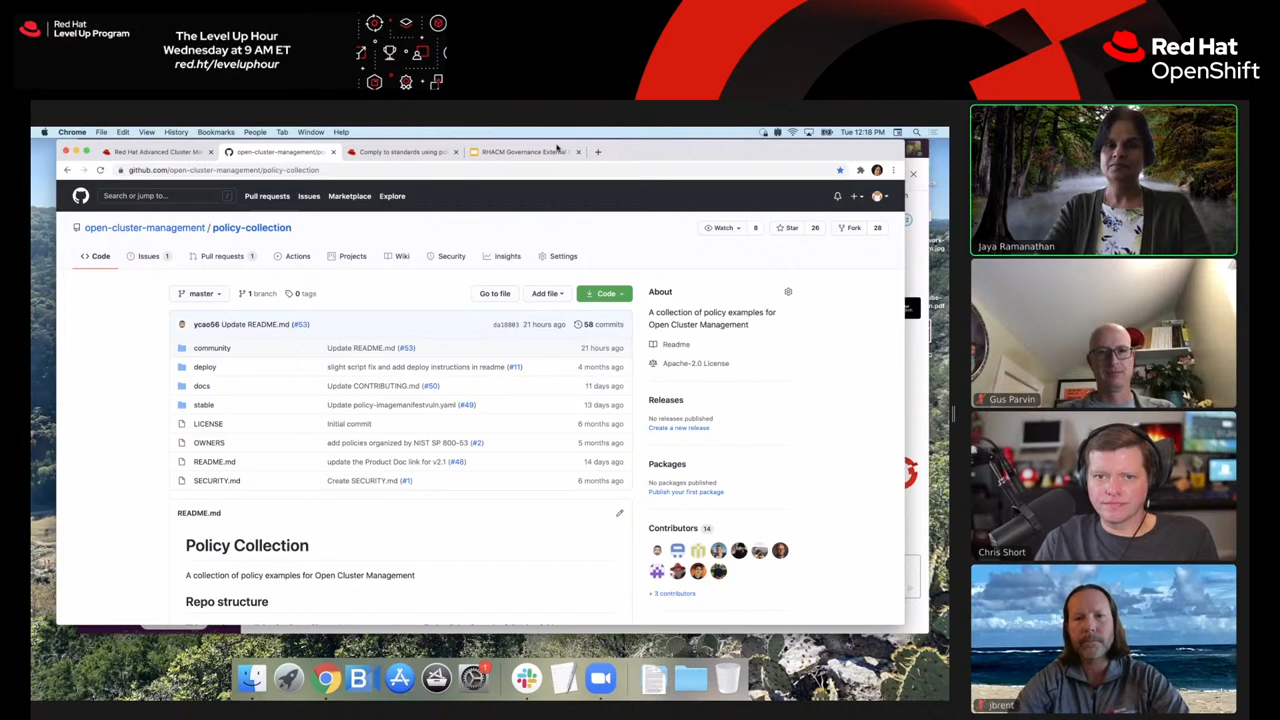 Red Hat
Level Up Program
The Level Up Hour
Wednesday at 9 AM ET
red.ht/leveluphour
Red Hat
OpenShift
Chrome File Edit View History Bookmarks People Tab Window Help
Tue 12:18 PM
Red Hat Advanced Cluster Ma
open-cluster-management/po
Comply to standards using po
RHACM Governance External
github.com/open-cluster-management/policy-collection
Search or jump to... /
Pull requests Issues Marketplace Explore
open-cluster-management / policy-collection
Watch 8 Star 26 Fork 28
Code Issues 1 Pull requests 1 Actions Projects Wiki Security Insights Settings
master 1 branch 0 tags
Go to file Add file Code
ycao56 Update README.md (#53) da18803 21 hours ago 58 commits
community Update README.md (#53) 21 hours ago
deploy slight script fix and add deploy instructions in readme (#11) 4 months ago
docs Update CONTRIBUTING.md (#50) 11 days ago
stable Update policy-imagemanifestvuln.yaml (#49) 13 days ago
LICENSE Initial commit 6 months ago
OWNERS add policies organized by NIST SP 800-53 (#2) 5 months ago
README.md update the Product Doc link for v2.1 (#48) 14 days ago
SECURITY.md Create SECURITY.md (#1) 6 months ago
README.md
Policy Collection
A collection of policy examples for Open Cluster Management
Repo structure
About
A collection of policy examples for
Open Cluster Management
Readme
Apache-2.0 License
Releases
No releases published
Create a new release
Packages
No packages published
Publish your first package
Contributors 14
+ 3 contributors
1
Jaya Ramanathan
Gus Parvin
Chris Short
jbrent